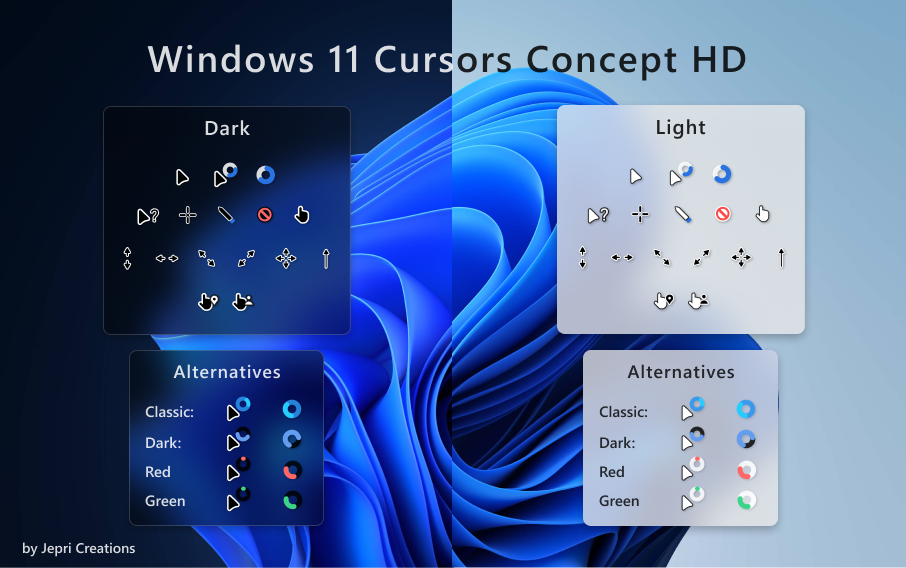 Windows 11 Cursors Concept HD
Dark
Light
?
?
Alternatives
Classic:
Dark:
Red
Green
Alternatives
Classic:
Dark:
Red
Green
by Jepri Creations